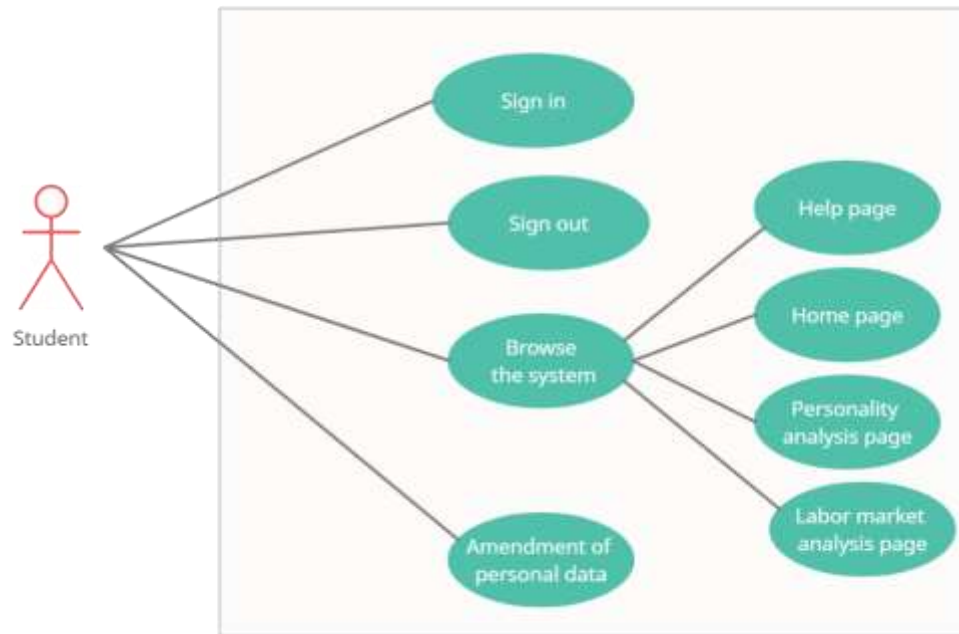 Sign in
Sign out
Help page
Home page
Student
Browse
the system
Personality
analysis page
Labor market
analysis page
Amendment of
personal data